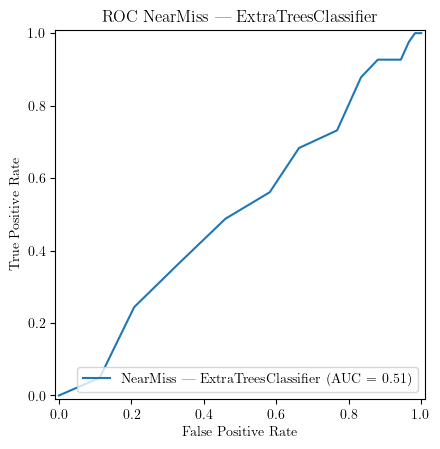 ROC NearMiss — ExtraTreesClassifier
True Positive Rate
1.0
0.8
0.6
0.4
0.2
0.0
NearMiss — ExtraTreesClassifier (AUC = 0.51)
0.0 0.2 0.4 0.6 0.8 1.0
False Positive Rate